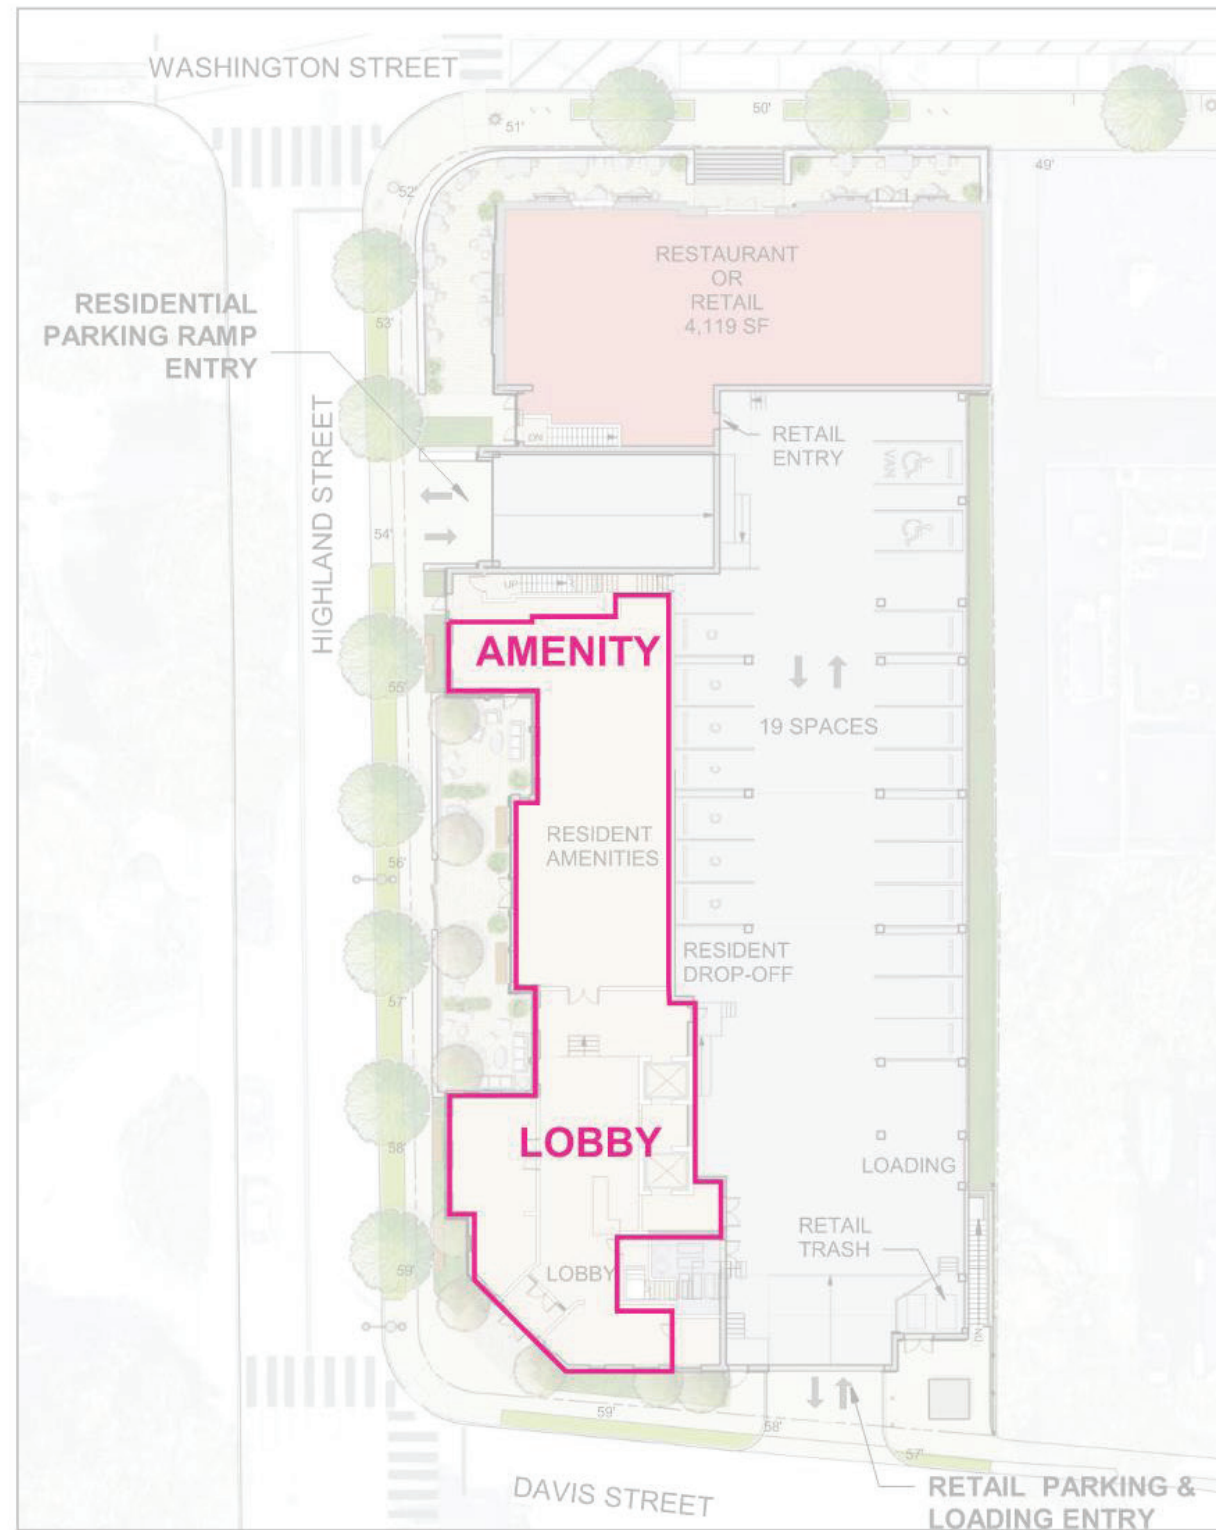 WASHINGTON STREET
50'
51'
49'
52'
RESTAURANT
OR
RETAIL
4,119 SF
RESIDENTIAL
PARKING RAMP
ENTRY
53'
HIGHLAND STREET
DN
RETAIL
ENTRY
VAN
54'
UP
AMENITY
55'
19 SPACES
RESIDENT
AMENITIES
56'
RESIDENT
DROP-OFF
57'
LOBBY
58'
LOADING
RETAIL
TRASH
LOBBY
59'
DN
59'
58'
57'
DAVIS STREET
RETAIL PARKING &
LOADING ENTRY